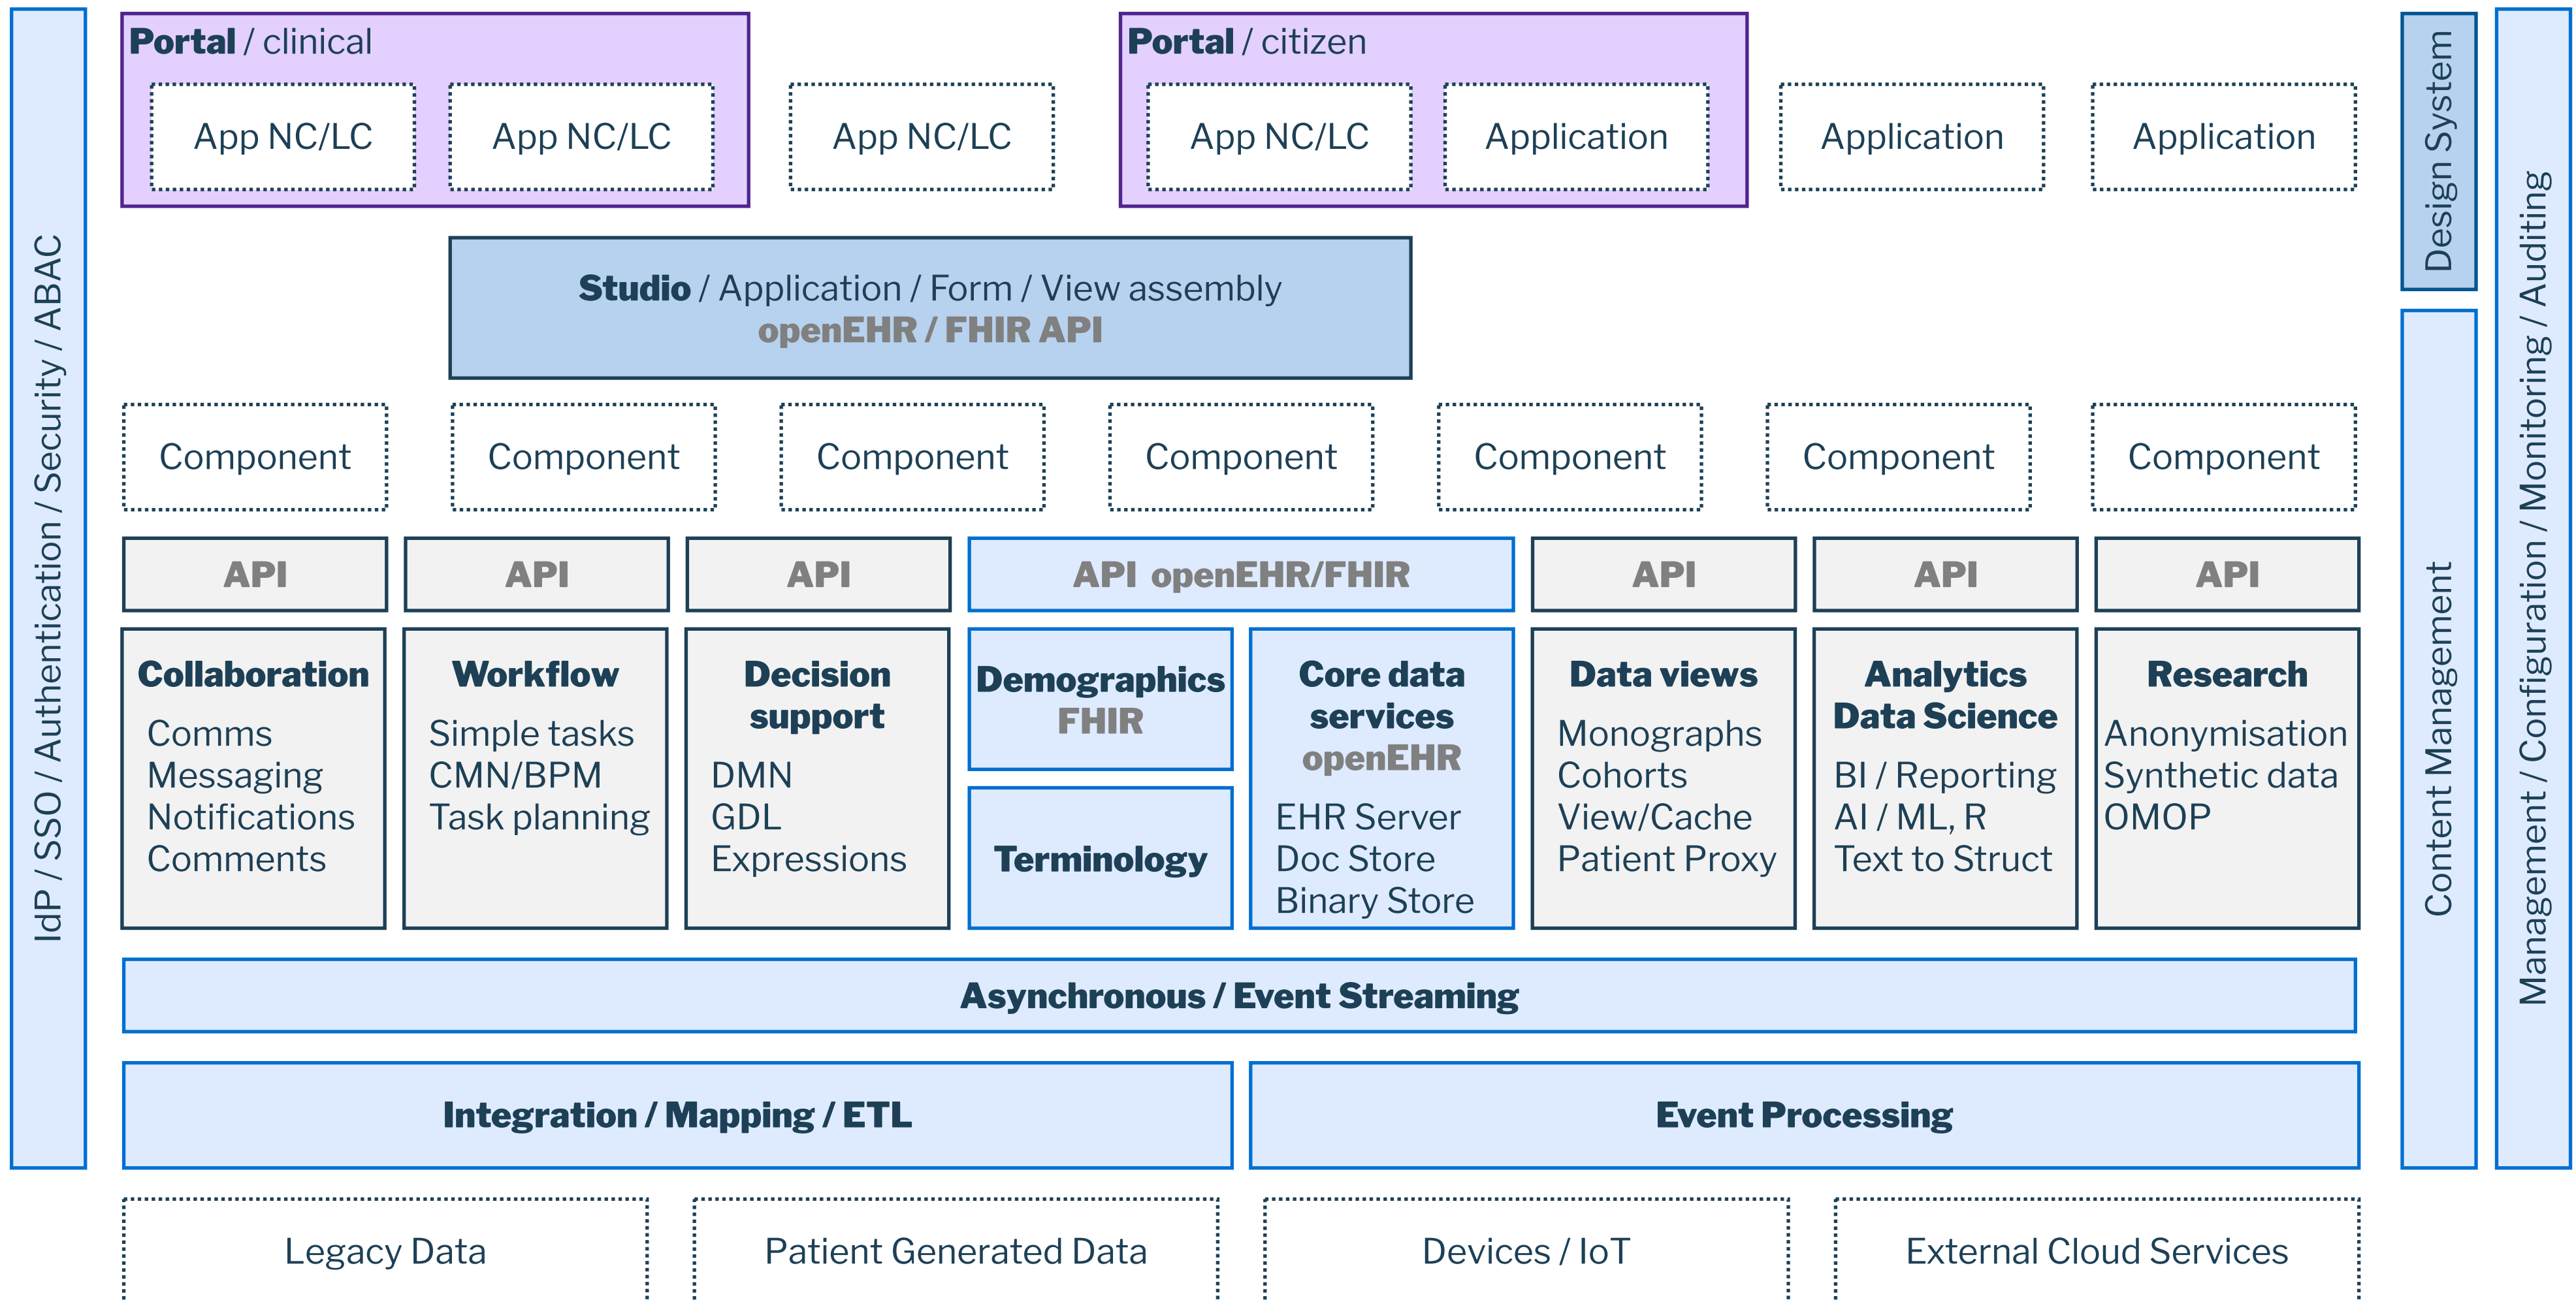 IdP / SSO / Authentication / Security / ABAC
Portal / clinical
App NC/LC
App NC/LC
App NC/LC
Portal / citizen
App NC/LC
Application
Application
Application
Studio / Application / Form / View assembly
openEHR / FHIR API
Component
Component
Component
Component
Component
Component
Component
API
API
API
API openEHR/FHIR
API
API
API
Collaboration
Comms
Messaging
Notifications
Comments
Workflow
Simple tasks
CMN/BPM
Task planning
Decision
support
DMN
GDL
Expressions
Demographics
FHIR
Terminology
Core data
services
openEHR
EHR Server
Doc Store
Binary Store
Data views
Monographs
Cohorts
View/Cache
Patient Proxy
Analytics
Data Science
BI / Reporting
AI / ML, R
Text to Struct
Research
Anonymisation
Synthetic data
OMOP
Asynchronous / Event Streaming
Integration / Mapping / ETL
Event Processing
Legacy Data
Patient Generated Data
Devices / IoT
External Cloud Services
Design System
Content Management
Management / Configuration / Monitoring / Auditing